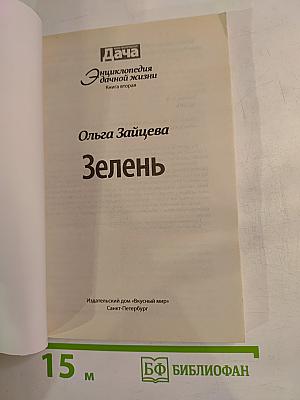 Дача
Энциклопедия
дачной жизни
Книга вторая
Ольга Зайцева
Зелень
Издательский дом «Вкусный мир»
Санкт-Петербург
15 м
БФ БИБЛИОФАН